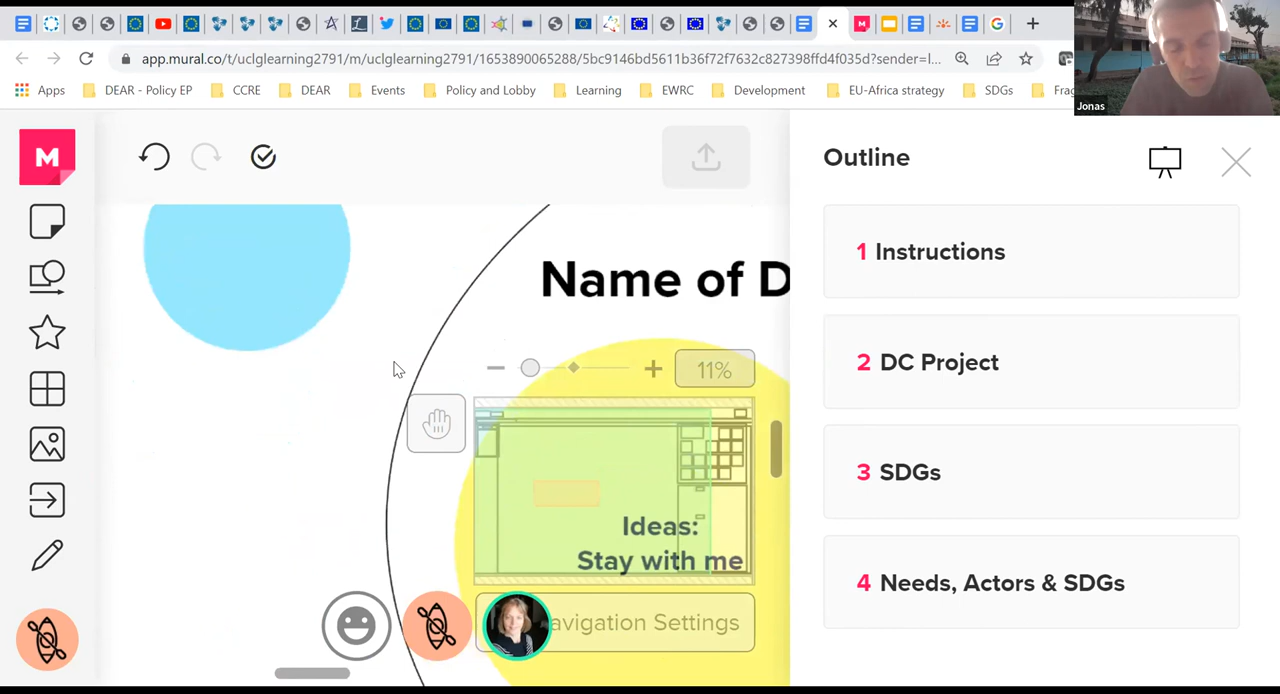 app.mural.co/t/uclglearning2791/m/uclglearning2791/1653890065288/5bc9146bd5611b36f72f7632c827398ffd4f035d?sender=l...
Apps DEAR - Policy EP CCRE DEAR Events Policy and Lobby Learning EWRC Development EU-Africa strategy SDGs
Jonas
M
Outline
1 Instructions
Name of D
2 DC Project
11%
3 SDGs
Ideas:
Stay with me
4 Needs, Actors & SDGs
avigation Settings